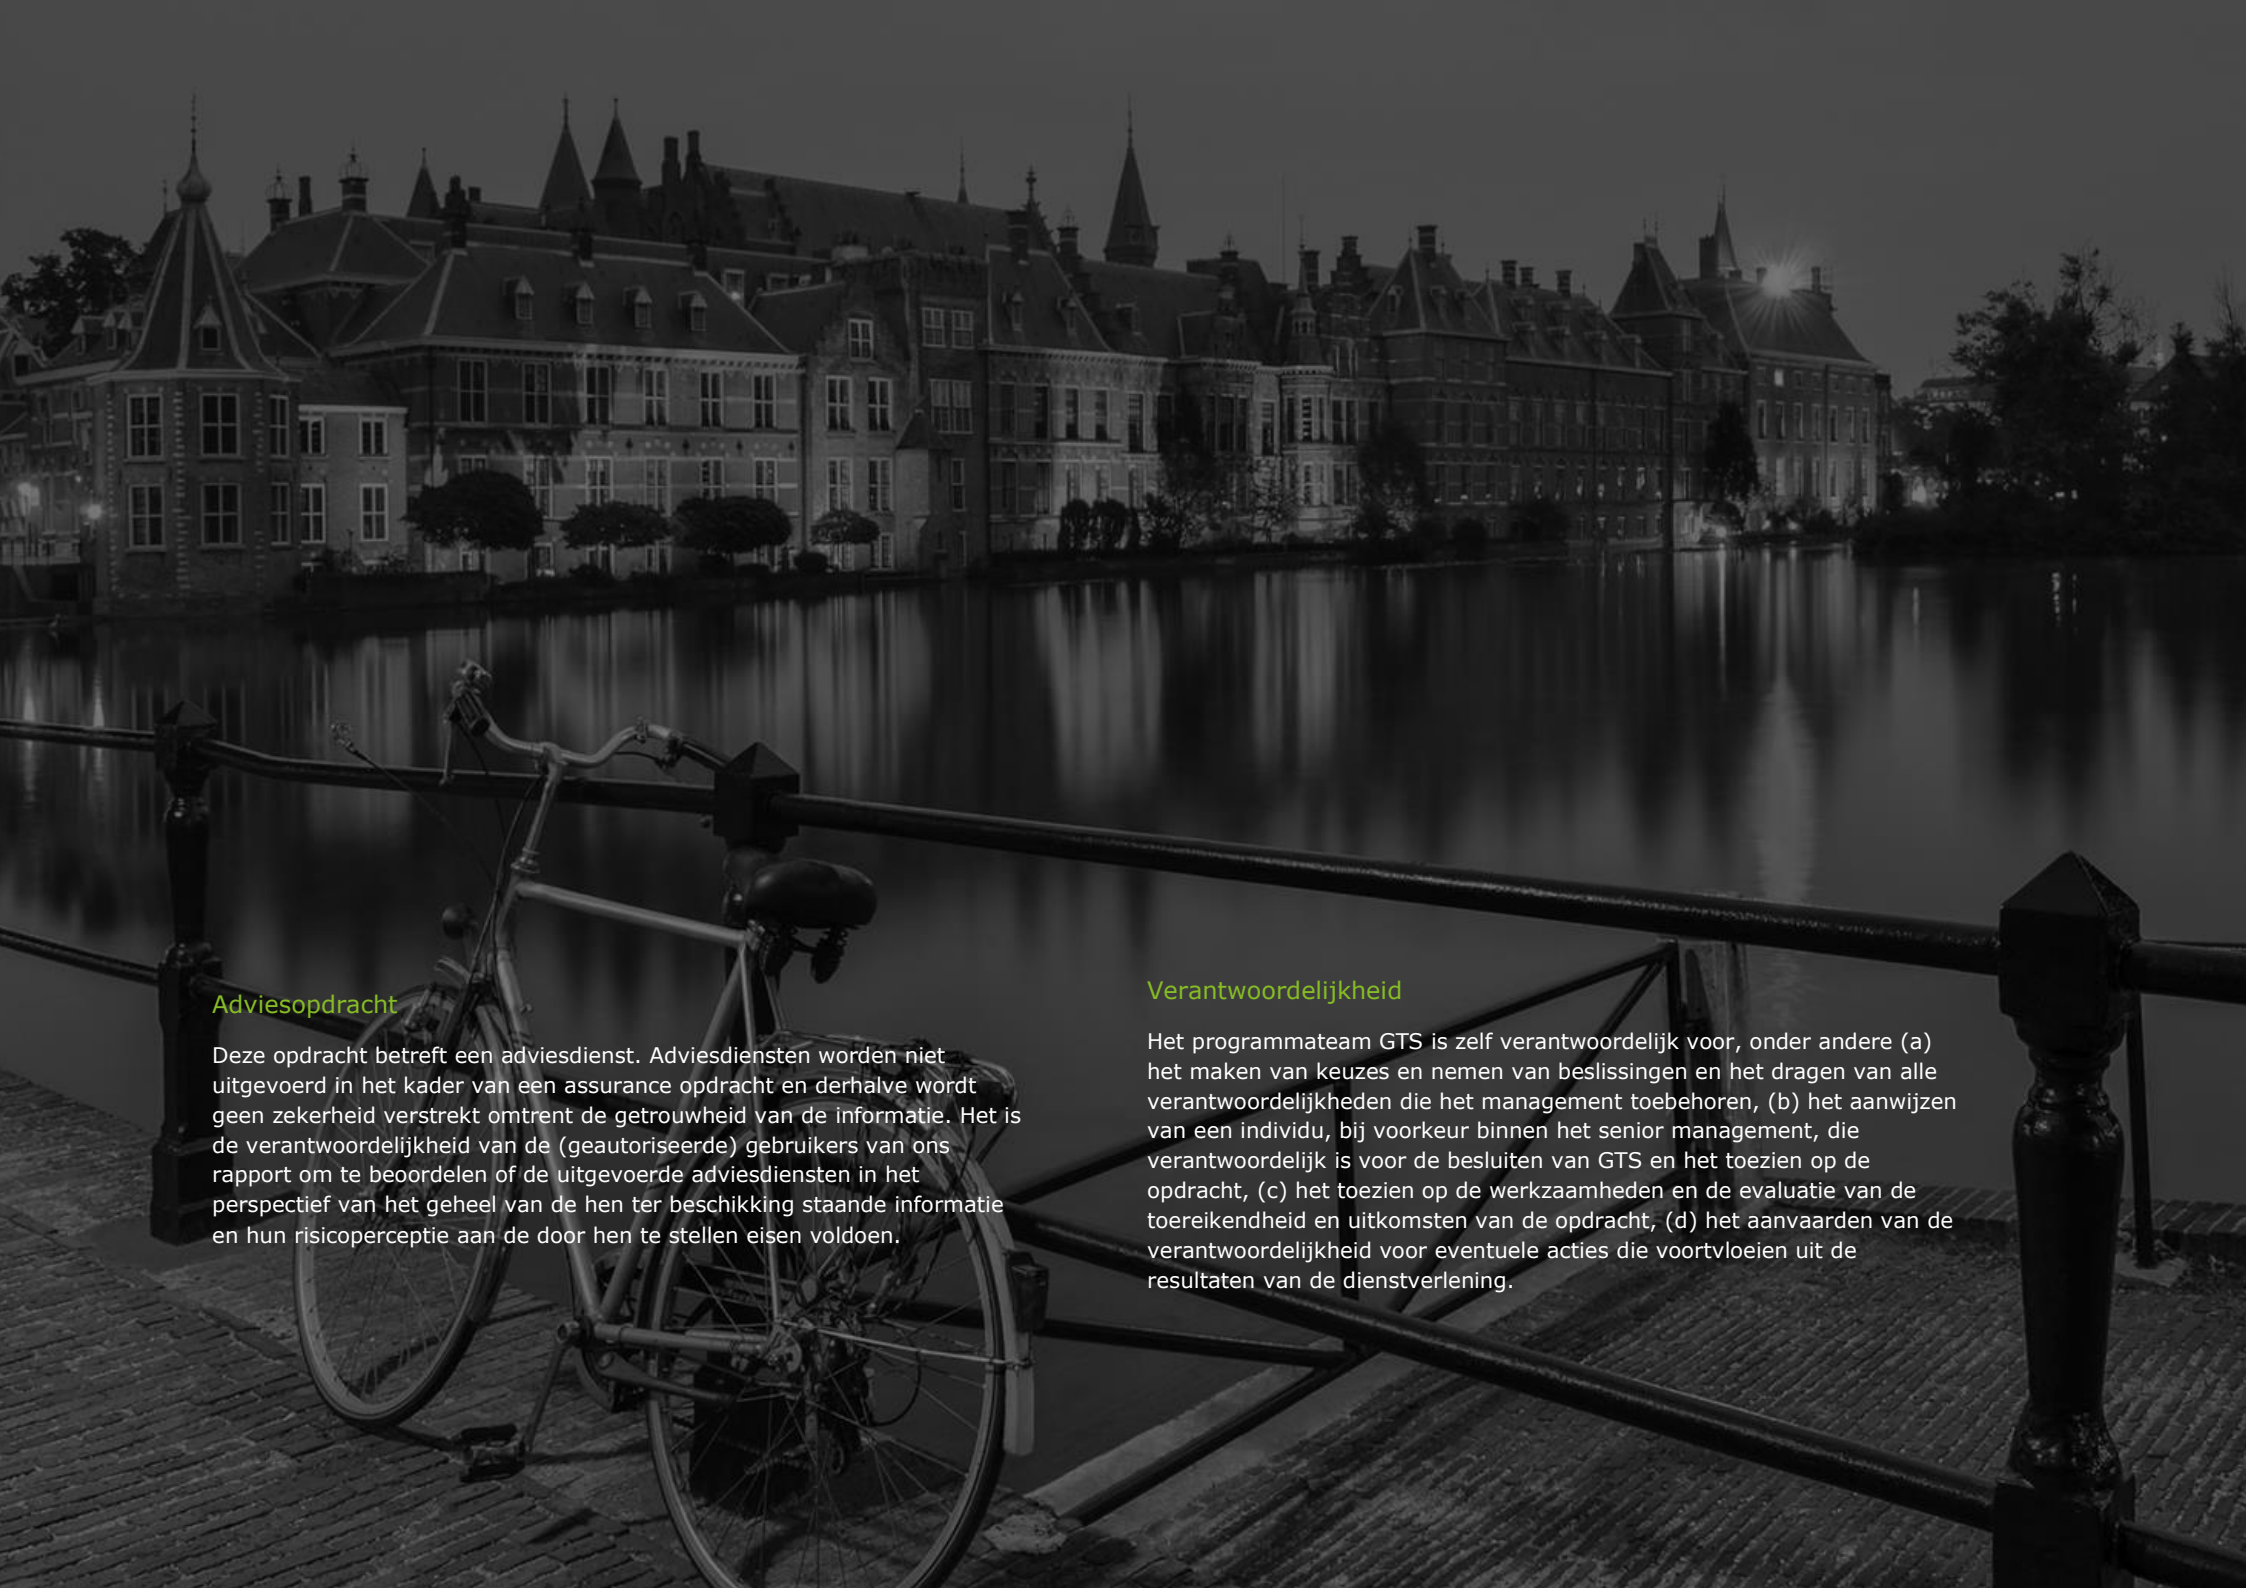 Adviesopdracht
Deze opdracht betreft een adviesdienst. Adviesdiensten worden niet
uitgevoerd in het kader van een assurance opdracht en derhalve wordt
geen zekerheid verstrekt omtrent de getrouwheid van de informatie. Het is
de verantwoordelijkheid van de (geautoriseerde) gebruikers van ons
rapport om te beoordelen of de uitgevoerde adviesdiensten in het
perspectief van het geheel van de hen ter beschikking staande informatie
en hun risicoperceptie aan de door hen te stellen eisen voldoen.
Verantwoordelijkheid
Het programmateam GTS is zelf verantwoordelijk voor, onder andere (a)
het maken van keuzes en nemen van beslissingen en het dragen van alle
verantwoordelijkheden die het management toebehoren, (b) het aanwijzen
van een individu, bij voorkeur binnen het senior management, die
verantwoordelijk is voor de besluiten van GTS en het toezien op de
opdracht, (c) het toezien op de werkzaamheden en de evaluatie van de
toereikendheid en uitkomsten van de opdracht, (d) het aanvaarden van de
verantwoordelijkheid voor eventuele acties die voortvloeien uit de
resultaten van de dienstverlening.